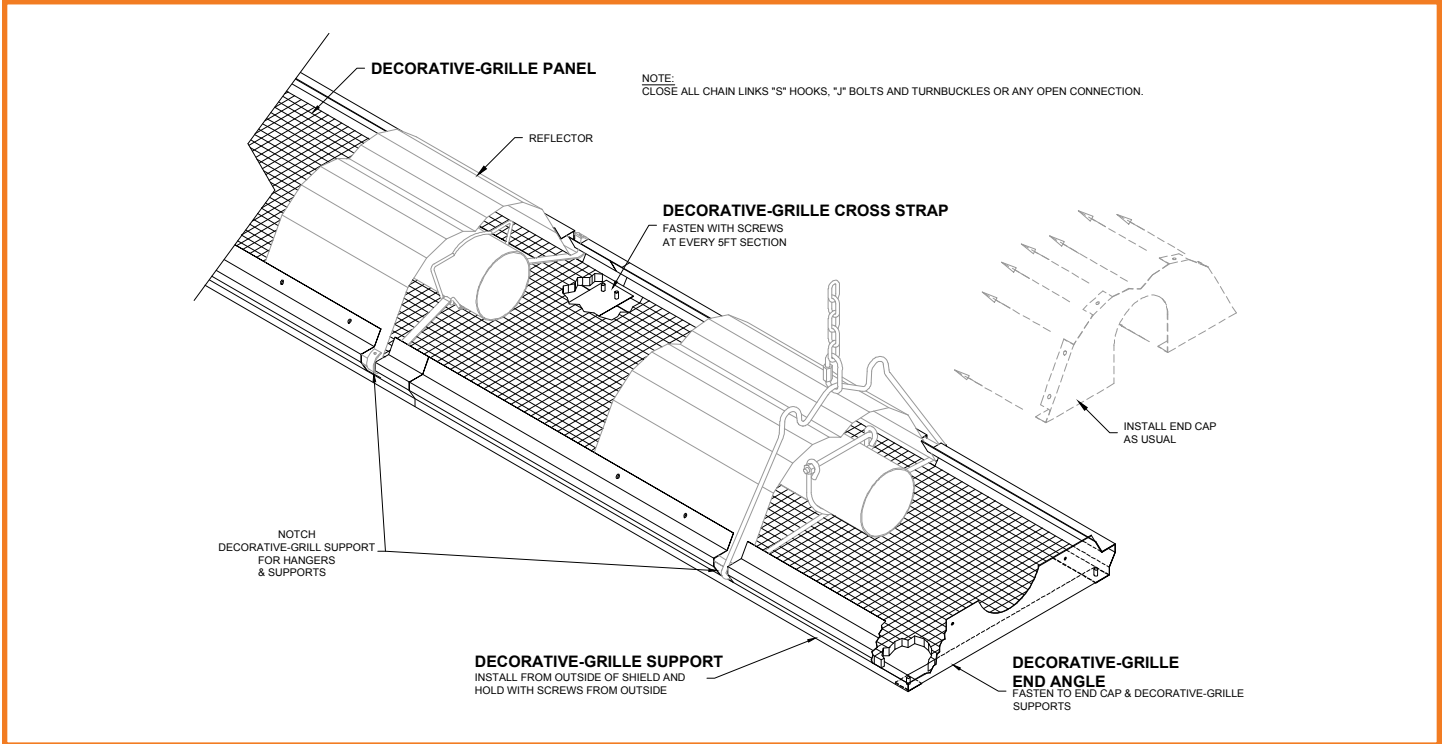 DECORATIVE-GRILLE PANEL
NOTE:
CLOSE ALL CHAIN LINKS "S" HOOKS, "J" BOLTS AND TURNBUCKLES OR ANY OPEN CONNECTION.
REFLECTOR
DECORATIVE-GRILLE CROSS STRAP
FASTEN WITH SCREWS
AT EVERY 5FT SECTION
INSTALL END CAP
AS USUAL
NOTCH
DECORATIVE-GRILL SUPPORT
FOR HANGERS
& SUPPORTS
DECORATIVE-GRILLE SUPPORT
INSTALL FROM OUTSIDE OF SHIELD AND
HOLD WITH SCREWS FROM OUTSIDE
DECORATIVE-GRILLE
END ANGLE
FASTEN TO END CAP & DECORATIVE-GRILLE
SUPPORTS